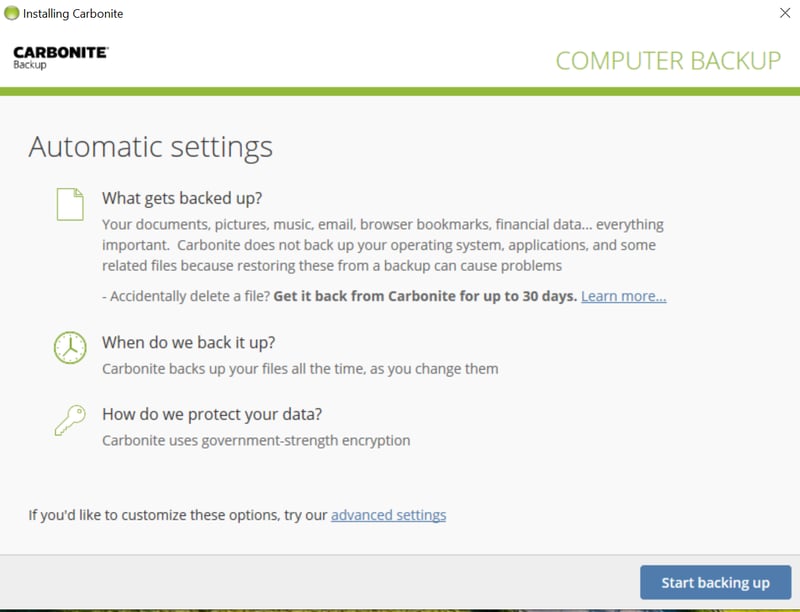 Installing Carbonite
CARBONITE
Backup
COMPUTER BACKUP
Automatic settings
What gets backed up?
Your documents, pictures, music, email, browser bookmarks, financial data... everything
important.  Carbonite does not back up your operating system, applications, and some
related files because restoring these from a backup can cause problems
- Accidentally delete a file? Get it back from Carbonite for up to 30 days. Learn more...
When do we back it up?
Carbonite backs up your files all the time, as you change them
How do we protect your data?
Carbonite uses government-strength encryption
If you'd like to customize these options, try our advanced settings
Start backing up